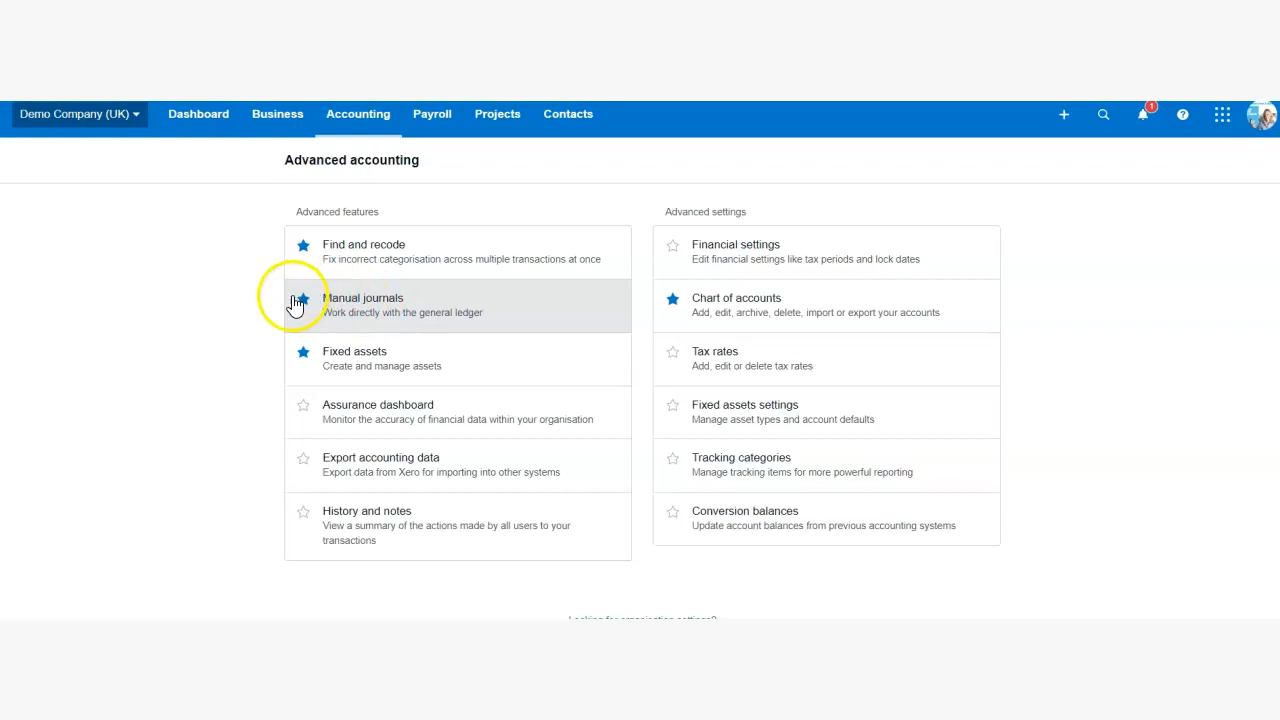 Demo Company (UK) Dashboard Business Accounting Payroll Projects Contacts 1
Advanced accounting
Advanced features
Find and recode
Fix incorrect categorisation across multiple transactions at once
Manual journals
Work directly with the general ledger
Fixed assets
Create and manage assets
Assurance dashboard
Monitor the accuracy of financial data within your organisation
Export accounting data
Export data from Xero for importing into other systems
History and notes
View a summary of the actions made by all users to your
transactions
Advanced settings
Financial settings
Edit financial settings like tax periods and lock dates
Chart of accounts
Add, edit, archive, delete, import or export your accounts
Tax rates
Add, edit or delete tax rates
Fixed assets settings
Manage asset types and account defaults
Tracking categories
Manage tracking items for more powerful reporting
Conversion balances
Update account balances from previous accounting systems
Looking for organisation settings?